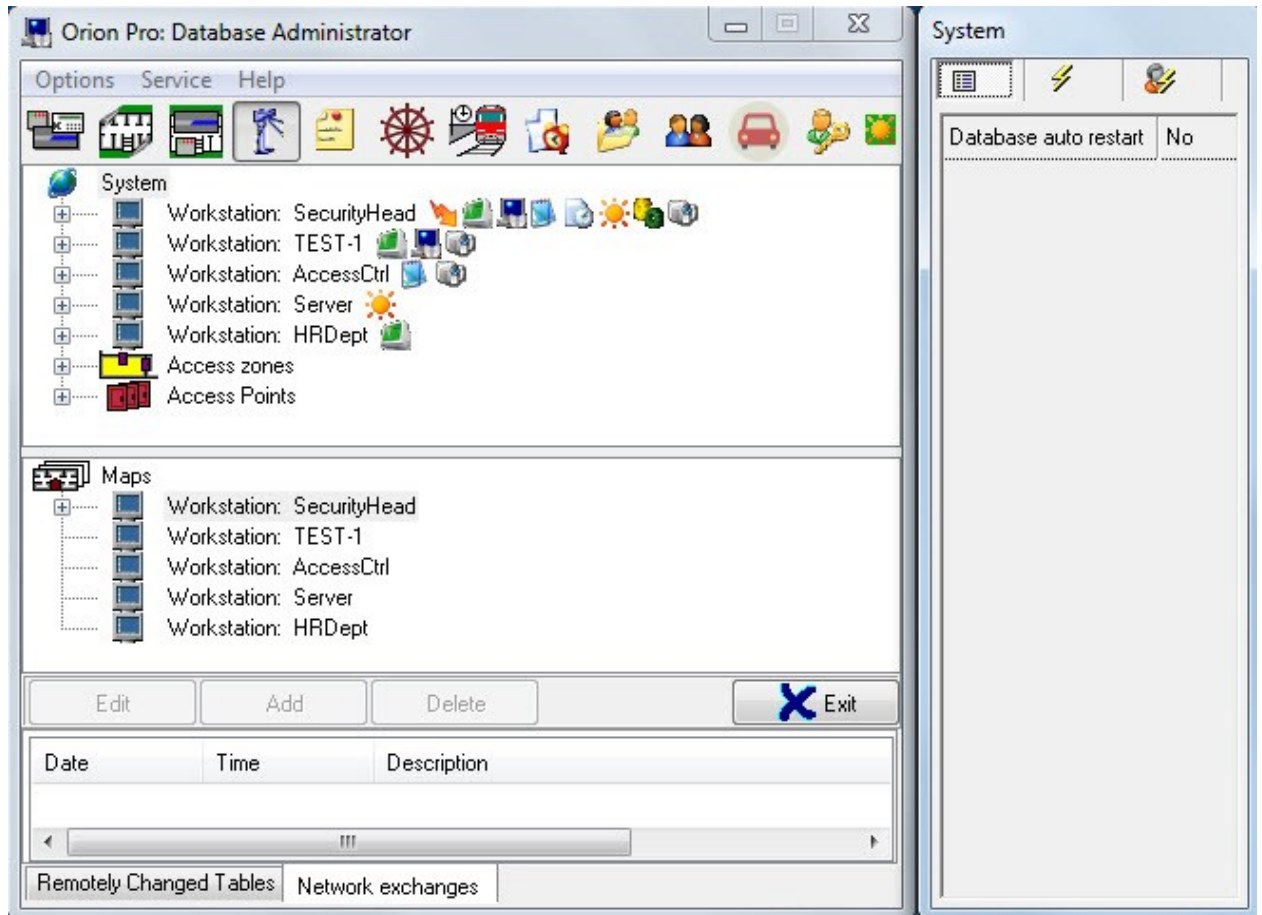 Orion Pro: Database Administrator
Options Service Help
System
Workstation: SecurityHead
Workstation: TEST-1
Workstation: AccessCtrl
Workstation: Server
Workstation: HRDept
Access zones
Access Points
Maps
Workstation: SecurityHead
Workstation: TEST-1
Workstation: AccessCtrl
Workstation: Server
Workstation: HRDept
Edit Add Delete Exit
Date Time Description
Remotely Changed Tables Network exchanges
System
Database auto restart No